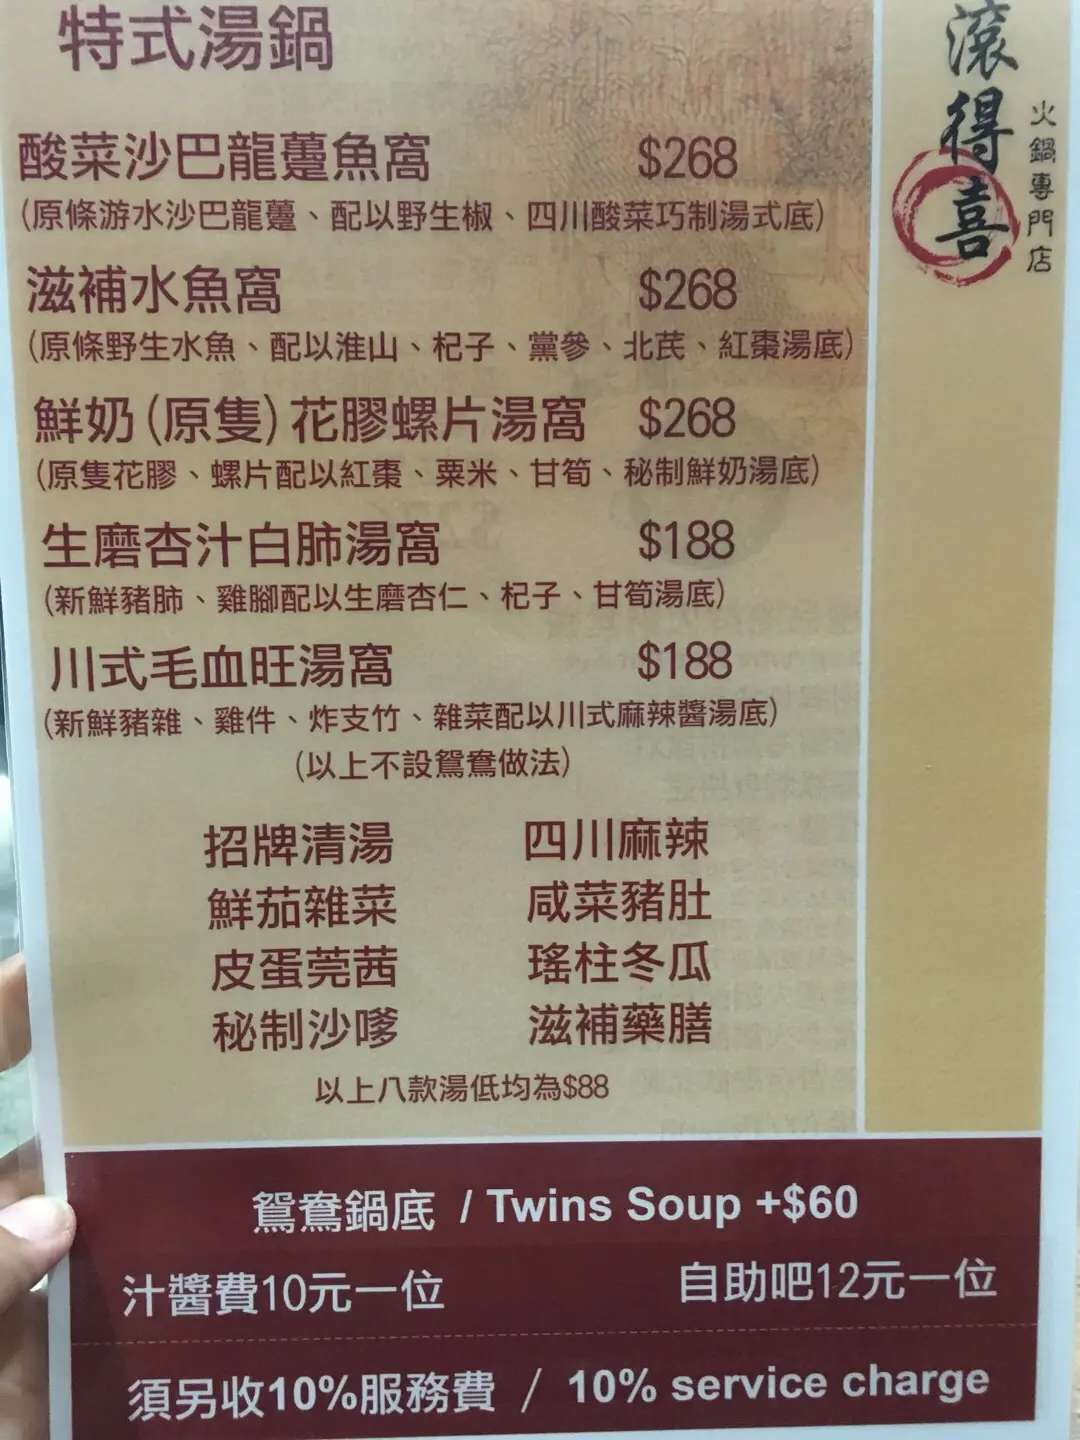 特式湯鍋
滾得喜
火鍋專門店
酸菜沙巴龍躉魚窩 $268
(原條游水沙巴龍躉、配以野生椒、四川酸菜巧制湯式底)
滋補水魚窩 $268
(原條野生水魚、配以淮山、杞子、黨參、北芪、紅棗湯底)
鮮奶(原隻)花膠螺片湯窩 $268
(原隻花膠、螺片配以紅棗、粟米、甘筍、秘制鮮奶湯底)
生磨杏汁白肺湯窩 $188
(新鮮豬肺、雞腳配以生磨杏仁、杞子、甘筍湯底)
川式毛血旺湯窩 $188
(新鮮豬雜、雞件、炸支竹、雜菜配以川式麻辣醬湯底)
(以上不設鴛鴦做法)
招牌清湯 四川麻辣
鮮茄雜菜 咸菜豬肚
皮蛋莞茜 瑤柱冬瓜
秘制沙嗲 滋補藥膳
以上八款湯低均為$88
鴛鴦鍋底 / Twins Soup +$60
汁醬費10元一位 自助吧12元一位
須另收10%服務費 / 10% service charge